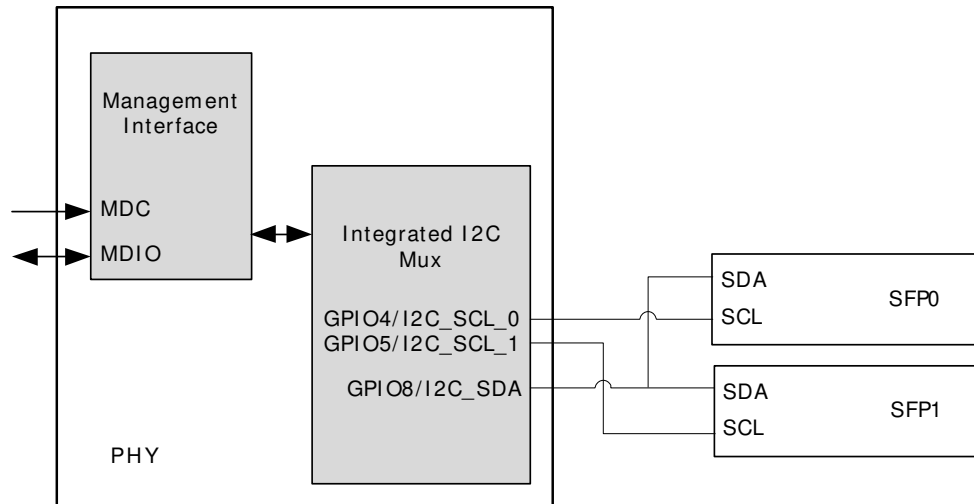 Management
Interface
MDC
MDIO
Integrated I2C
Mux
GPIO4/I2C_SCL_0
GPIO5/I2C_SCL_1
GPIO8/I2C_SDA
PHY
SDA
SFP0
SCL
SDA
SFP1
SCL